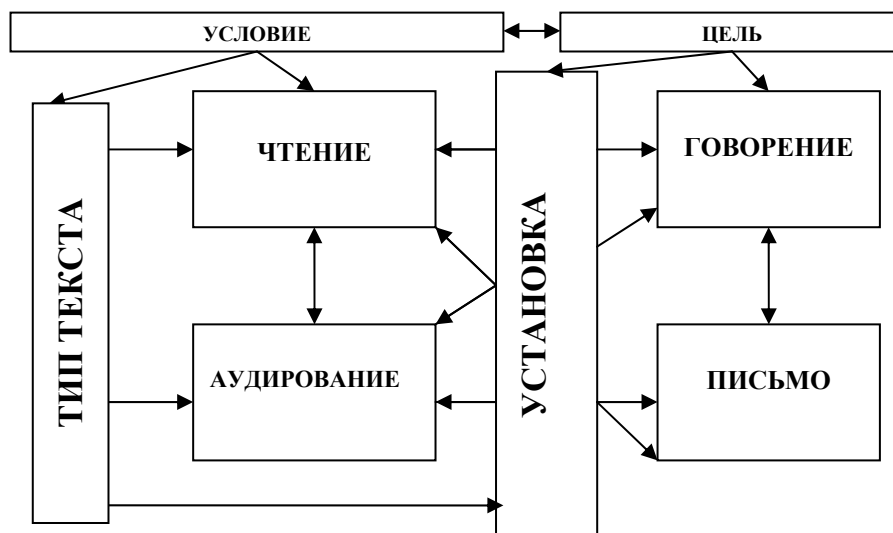 УСЛОВИЕ
ЦЕЛЬ
ТИП ТЕКСТА
ЧТЕНИЕ
УСТАНОВКА
ГОВОРЕНИЕ
АУДИРОВАНИЕ
ПИСЬМО